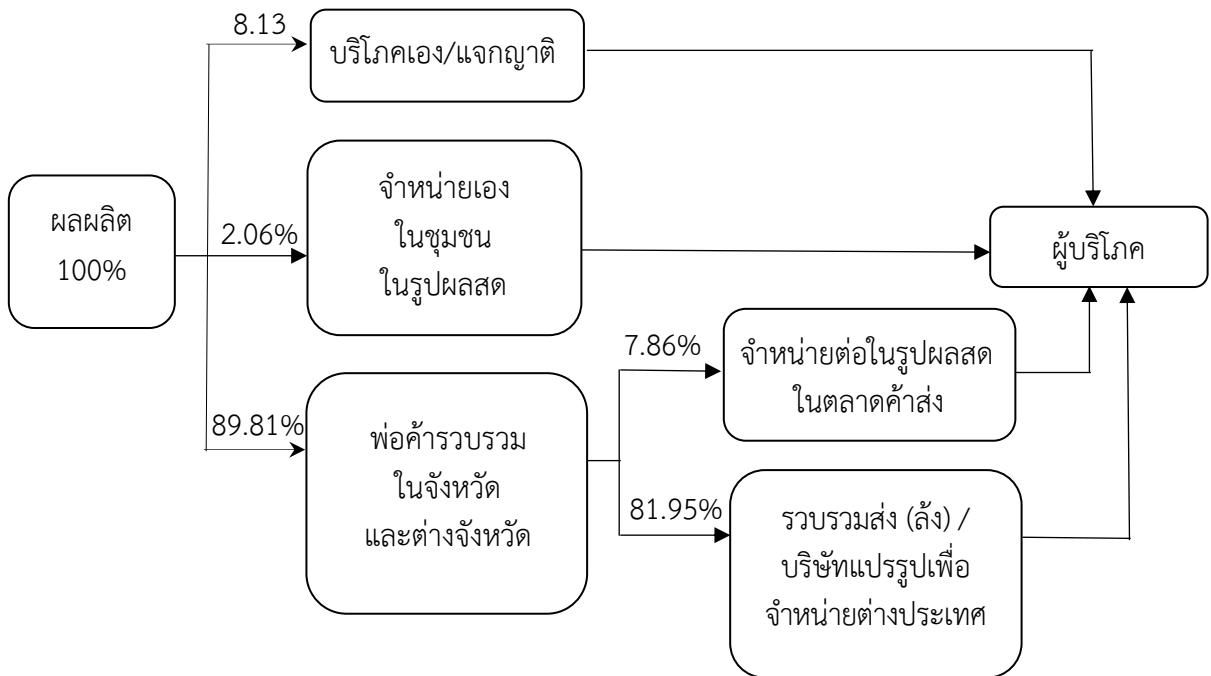 8.13
บริโภคเอง/แจกญาติ
ผลผลิต
100%
2.06%
จำหน่ายเอง
ในชุมชน
ในรูปผลสด
ผู้บริโภค
89.81%
พ่อค้ารวบรวม
ในจังหวัด
และต่างจังหวัด
7.86%
จำหน่ายต่อในรูปผลสด
ในตลาดค้าส่ง
81.95%
รวบรวมส่ง (ล้ง) /
บริษัทแปรรูปเพื่อ
จำหน่ายต่างประเทศ